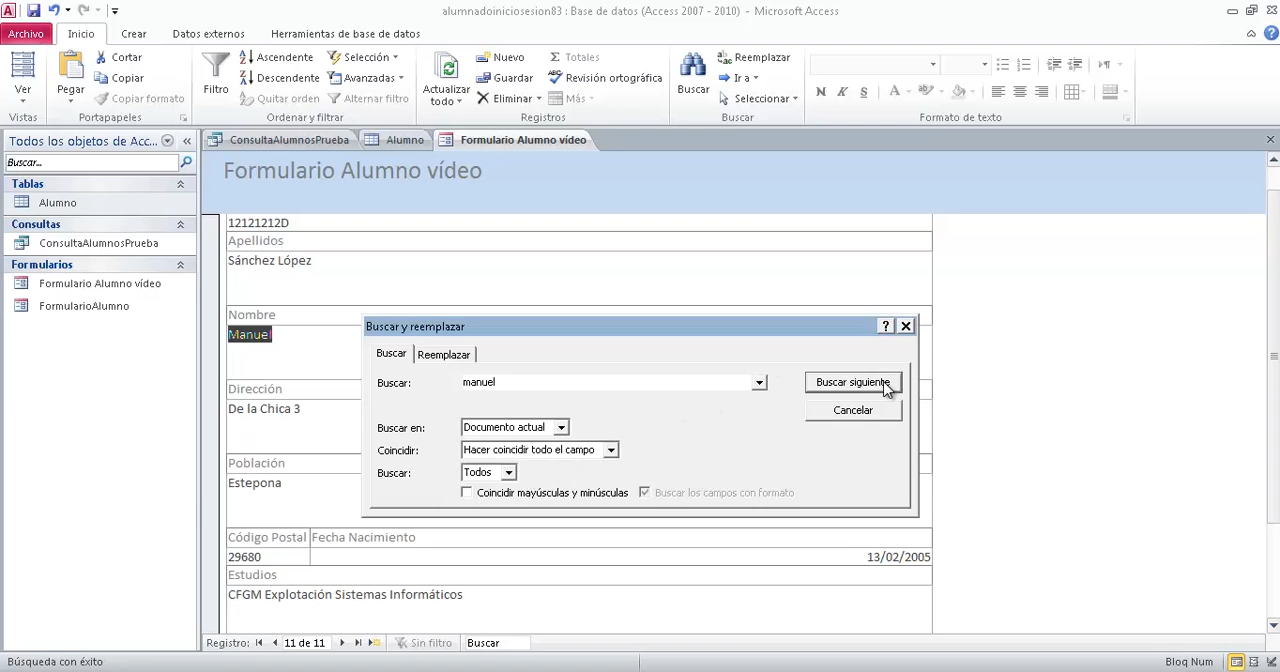 alumnadoiniciosesion83 : Base de datos (Access 2007 - 2010) - Microsoft Access
Archivo Inicio Crear Datos externos Herramientas de base de datos
Ver
Vistas
Pegar
Cortar
Copiar
Copiar formato
Portapapeles
Filtro
Ascendente
Descendente
Quitar orden
Selección
Avanzadas
Alternar filtro
Ordenar y filtrar
Actualizar todo
Nuevo
Guardar
Eliminar
Totales
Revisión ortográfica
Más
Registros
Buscar
Reemplazar
Ir a
Seleccionar
Buscar
N K S A
Formato de texto
Todos los objetos de Acc...
Buscar...
Tablas
Alumno
Consultas
ConsultaAlumnosPrueba
Formularios
Formulario Alumno vídeo
FormularioAlumno
ConsultaAlumnosPrueba Alumno Formulario Alumno vídeo
Formulario Alumno vídeo
12121212D
Apellidos
Sánchez López
Nombre
Manuel
Dirección
De la Chica 3
Población
Estepona
Código Postal Fecha Nacimiento
29680 13/02/2005
Estudios
CFGM Explotación Sistemas Informáticos
Buscar y reemplazar
Buscar Reemplazar
Buscar: manuel Buscar siguiente
Cancelar
Buscar en: Documento actual
Coincidir: Hacer coincidir todo el campo
Buscar: Todos
Coincidir mayúsculas y minúsculas Buscar los campos con formato
Registro: 11 de 11 Sin filtro Buscar
Búsqueda con éxito Bloq Num